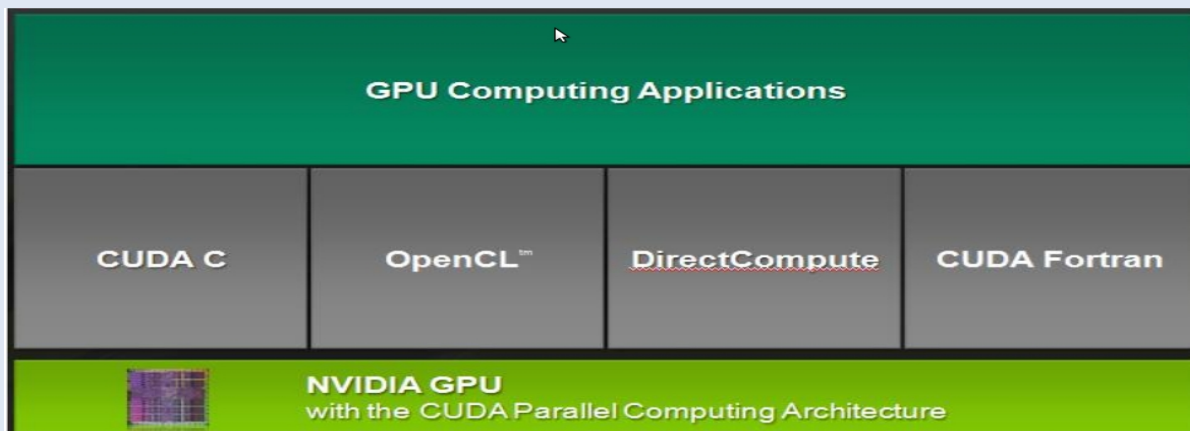 GPU Computing Applications
CUDA C
OpenCL™
DirectCompute
CUDA Fortran
NVIDIA GPU
with the CUDA Parallel Computing Architecture